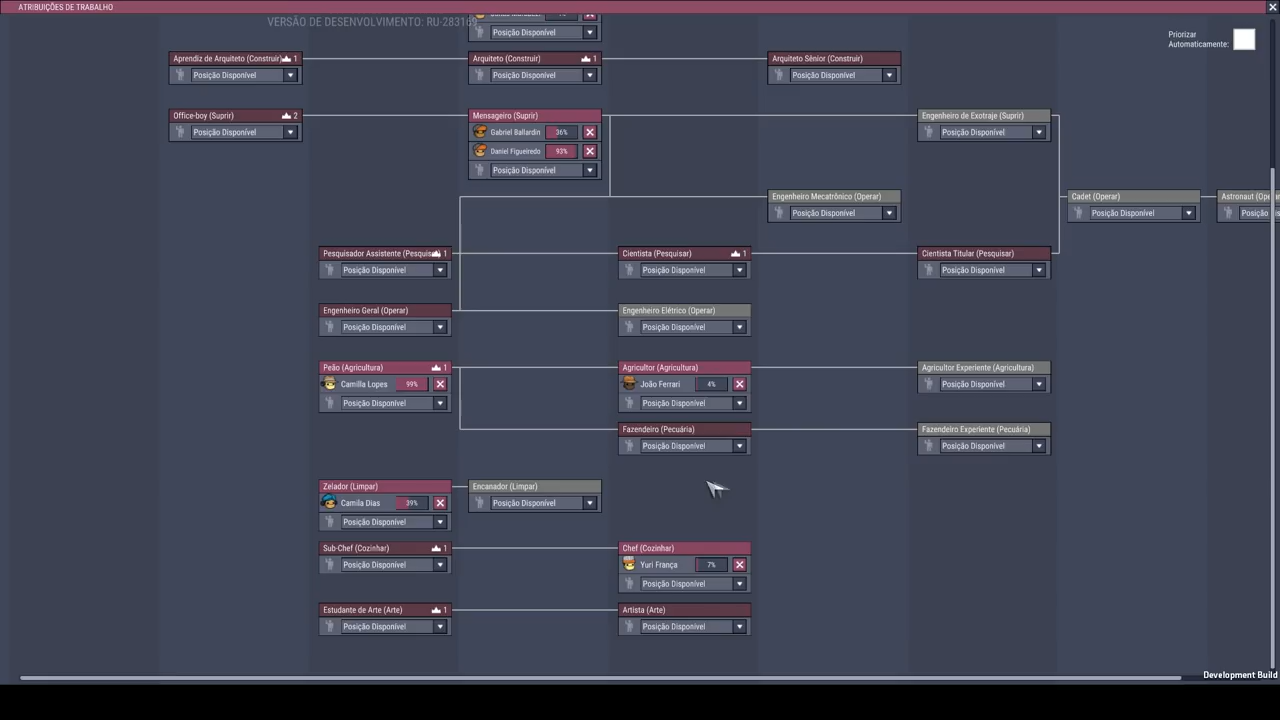 ATRIBUIÇÕES DE TRABALHO
VERSÃO DE DESENVOLVIMENTO: RU-283169
Posição Disponível
Priorizar
Automaticamente:
Aprendiz de Arquiteto (Construir) 1
Posição Disponível
Arquiteto (Construir) 1
Posição Disponível
Arquiteto Sênior (Construir)
Posição Disponível
Office-boy (Suprir) 2
Posição Disponível
Mensageiro (Suprir)
Gabriel Ballardin 36%
Daniel Figueiredo 93%
Posição Disponível
Engenheiro de Exotraje (Suprir)
Posição Disponível
Engenheiro Mecatrônico (Operar)
Posição Disponível
Cadet (Operar)
Posição Disponível
Astronaut
Pesquisador Assistente 1
Posição Disponível
Cientista (Pesquisar) 1
Posição Disponível
Cientista Titular (Pesquisar)
Posição Disponível
Engenheiro Geral (Operar)
Posição Disponível
Engenheiro Elétrico (Operar)
Posição Disponível
Peão (Agricultura) 1
Camilla Lopes 99%
Posição Disponível
Agricultor (Agricultura)
João Ferrari 4%
Posição Disponível
Agricultor Experiente (Agricultura)
Posição Disponível
Fazendeiro (Pecuária)
Posição Disponível
Fazendeiro Experiente (Pecuária)
Posição Disponível
Zelador (Limpar)
Camila Dias 39%
Posição Disponível
Encanador (Limpar)
Posição Disponível
Sub-Chef (Cozinhar) 1
Posição Disponível
Chef (Cozinhar)
Yuri França 7%
Posição Disponível
Estudante de Arte (Arte) 1
Posição Disponível
Artista (Arte)
Posição Disponível
Development Build